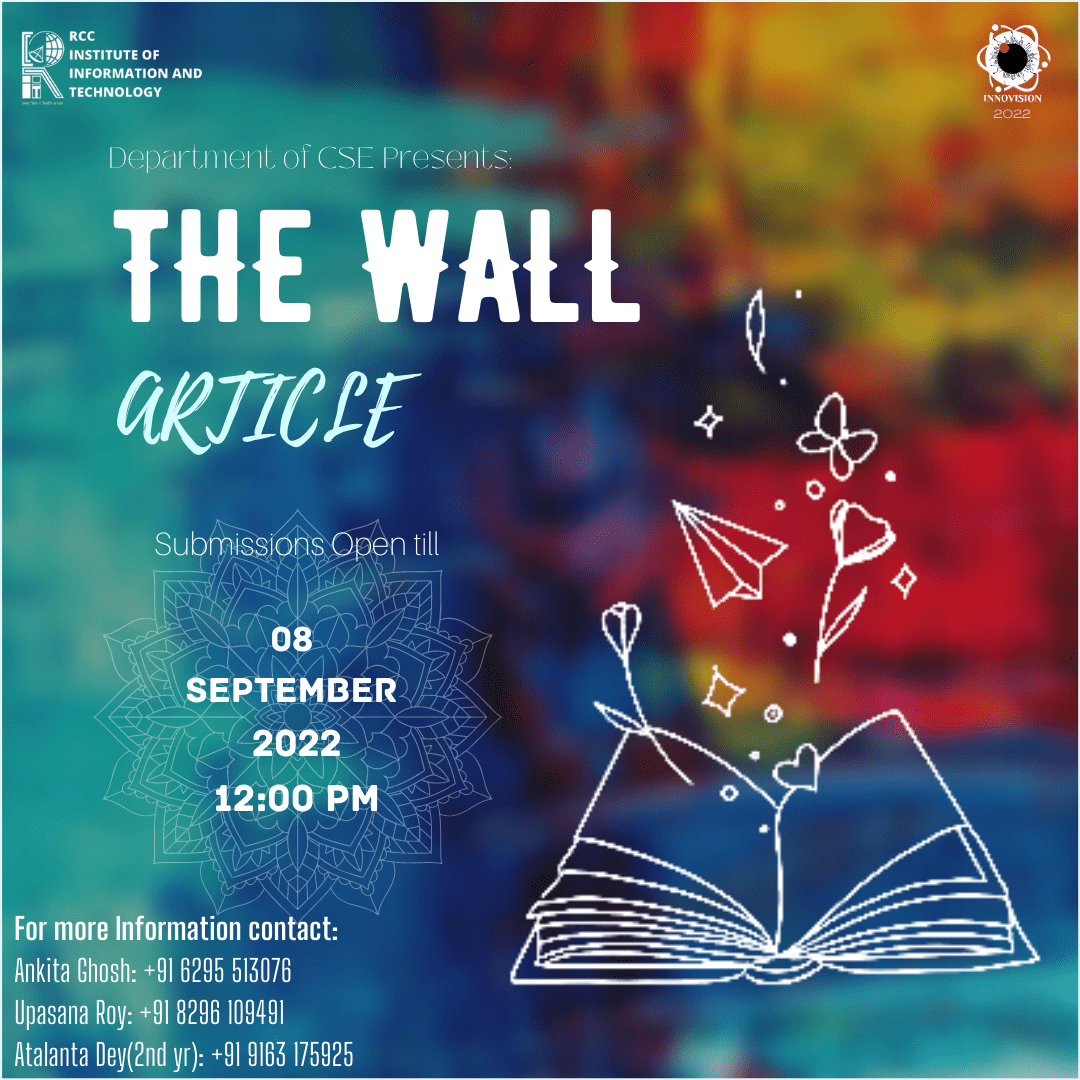 RCC
INSTITUTE OF
INFORMATION AND
TECHNOLOGY
INNOVISION
2022
Department of CSE Presents:
THE WALL
ARTICLE
Submissions Open till
08
SEPTEMBER
2022
12:00 PM
For more Information contact:
Ankita Ghosh: +91 6295 513076
Upasana Roy: +91 8296 109491
Atalanta Dey(2nd yr): +91 9163 175925